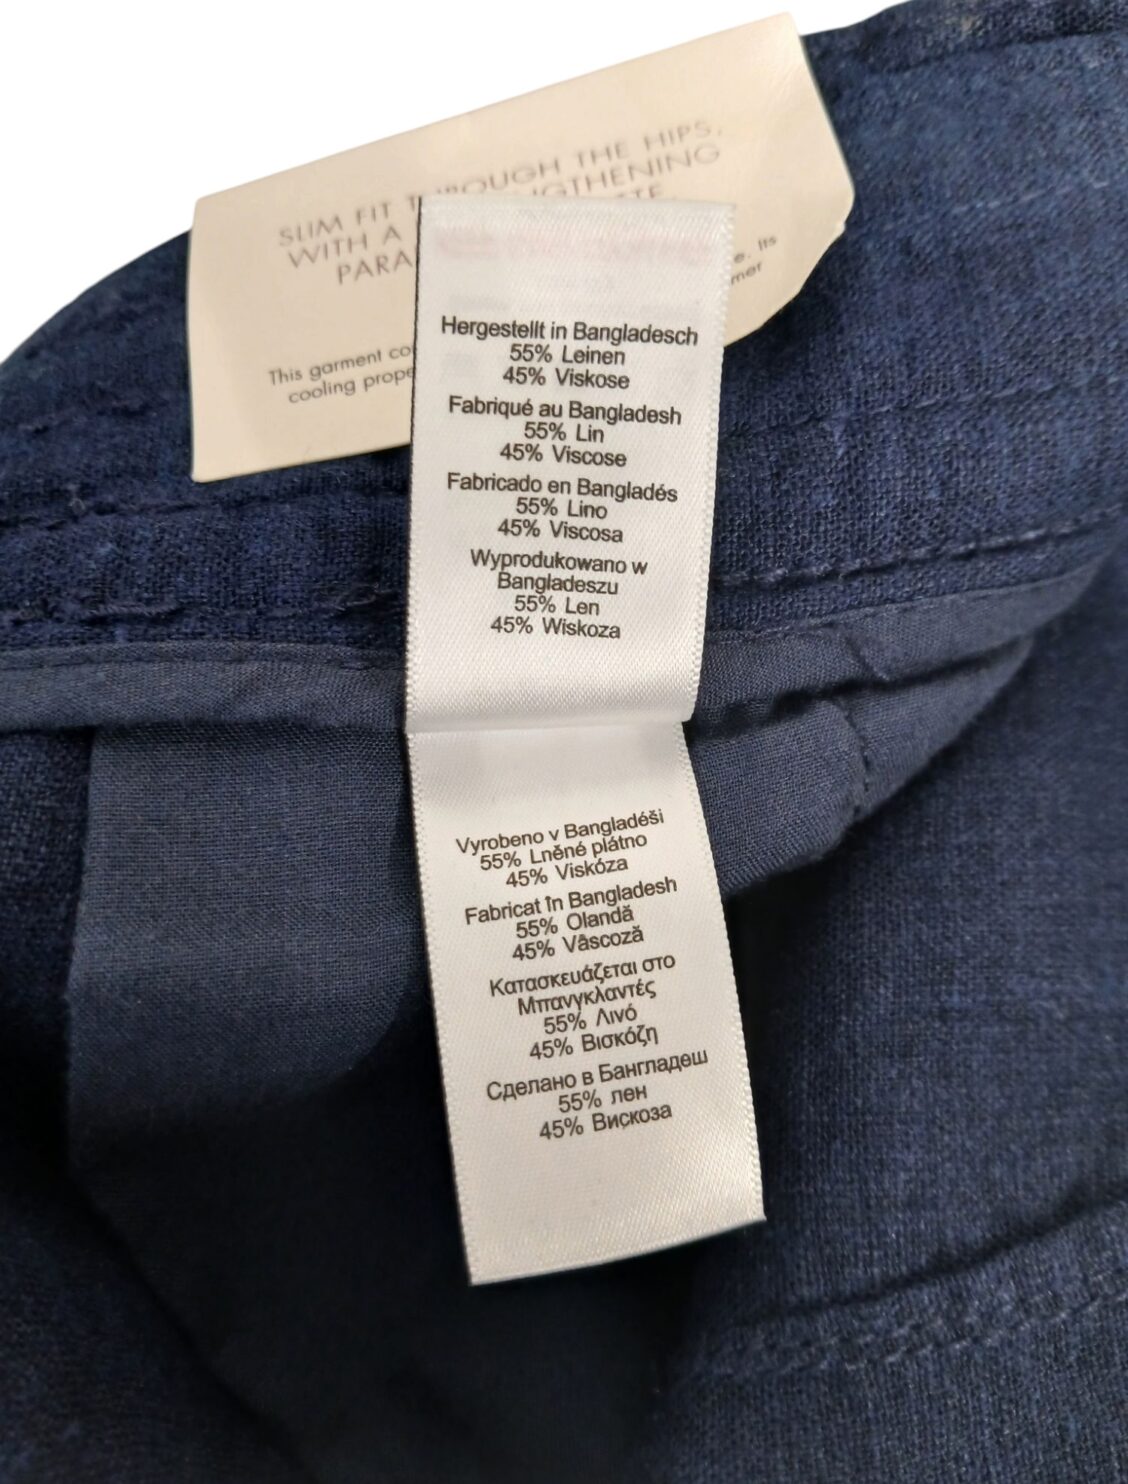 SLIM FIT THROUGH THE HIPS,
WITH A
PARA
e. Its
mer
This garment co
cooling prope
Hergestellt in Bangladesch
55% Leinen
45% Viskose
Fabriqué au Bangladesh
55% Lin
45% Viscose
Fabricado en Bangladés
55% Lino
45% Viscosa
Wyprodukowano w
Bangladeszu
55% Len
45% Wiskoza
Vyrobeno v Bangladéši
55% Lněné plátno
45% Viskóza
Fabricat în Bangladesh
55% Olandă
45% Vâscoză
Κατασκευάζεται στο
Μπανγκλαντές
55% Λινό
45% Βισκόζη
Сделано в Бангладеш
55% лен
45% Вискоза